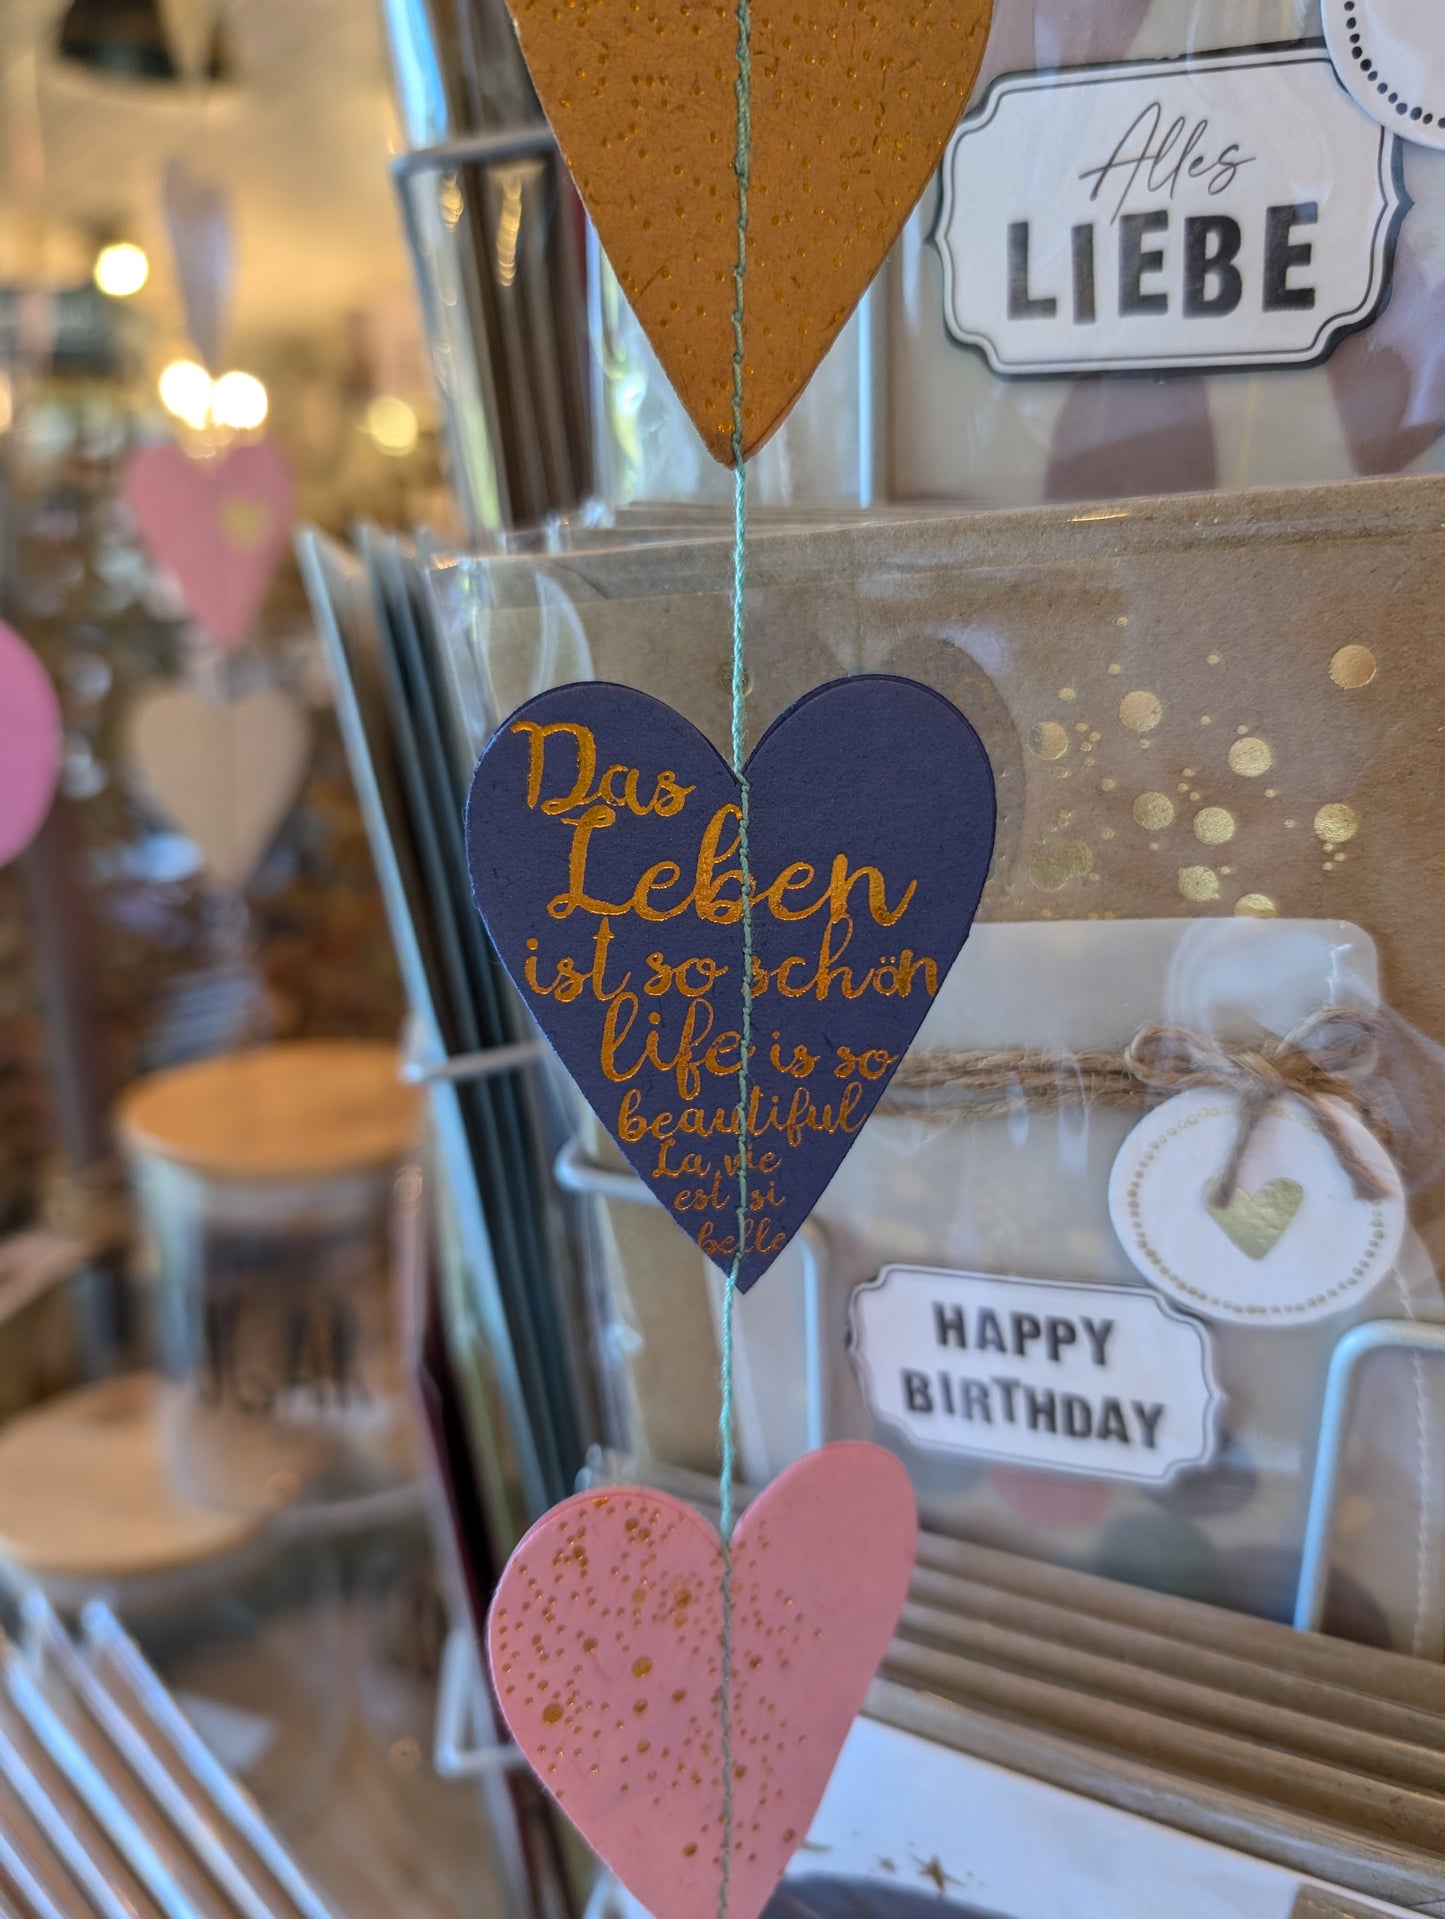 Alles
LIEBE
Das
Leben
ist so schön
life is so
beautiful
La vie
est si
belle
HAPPY
BIRTHDAY